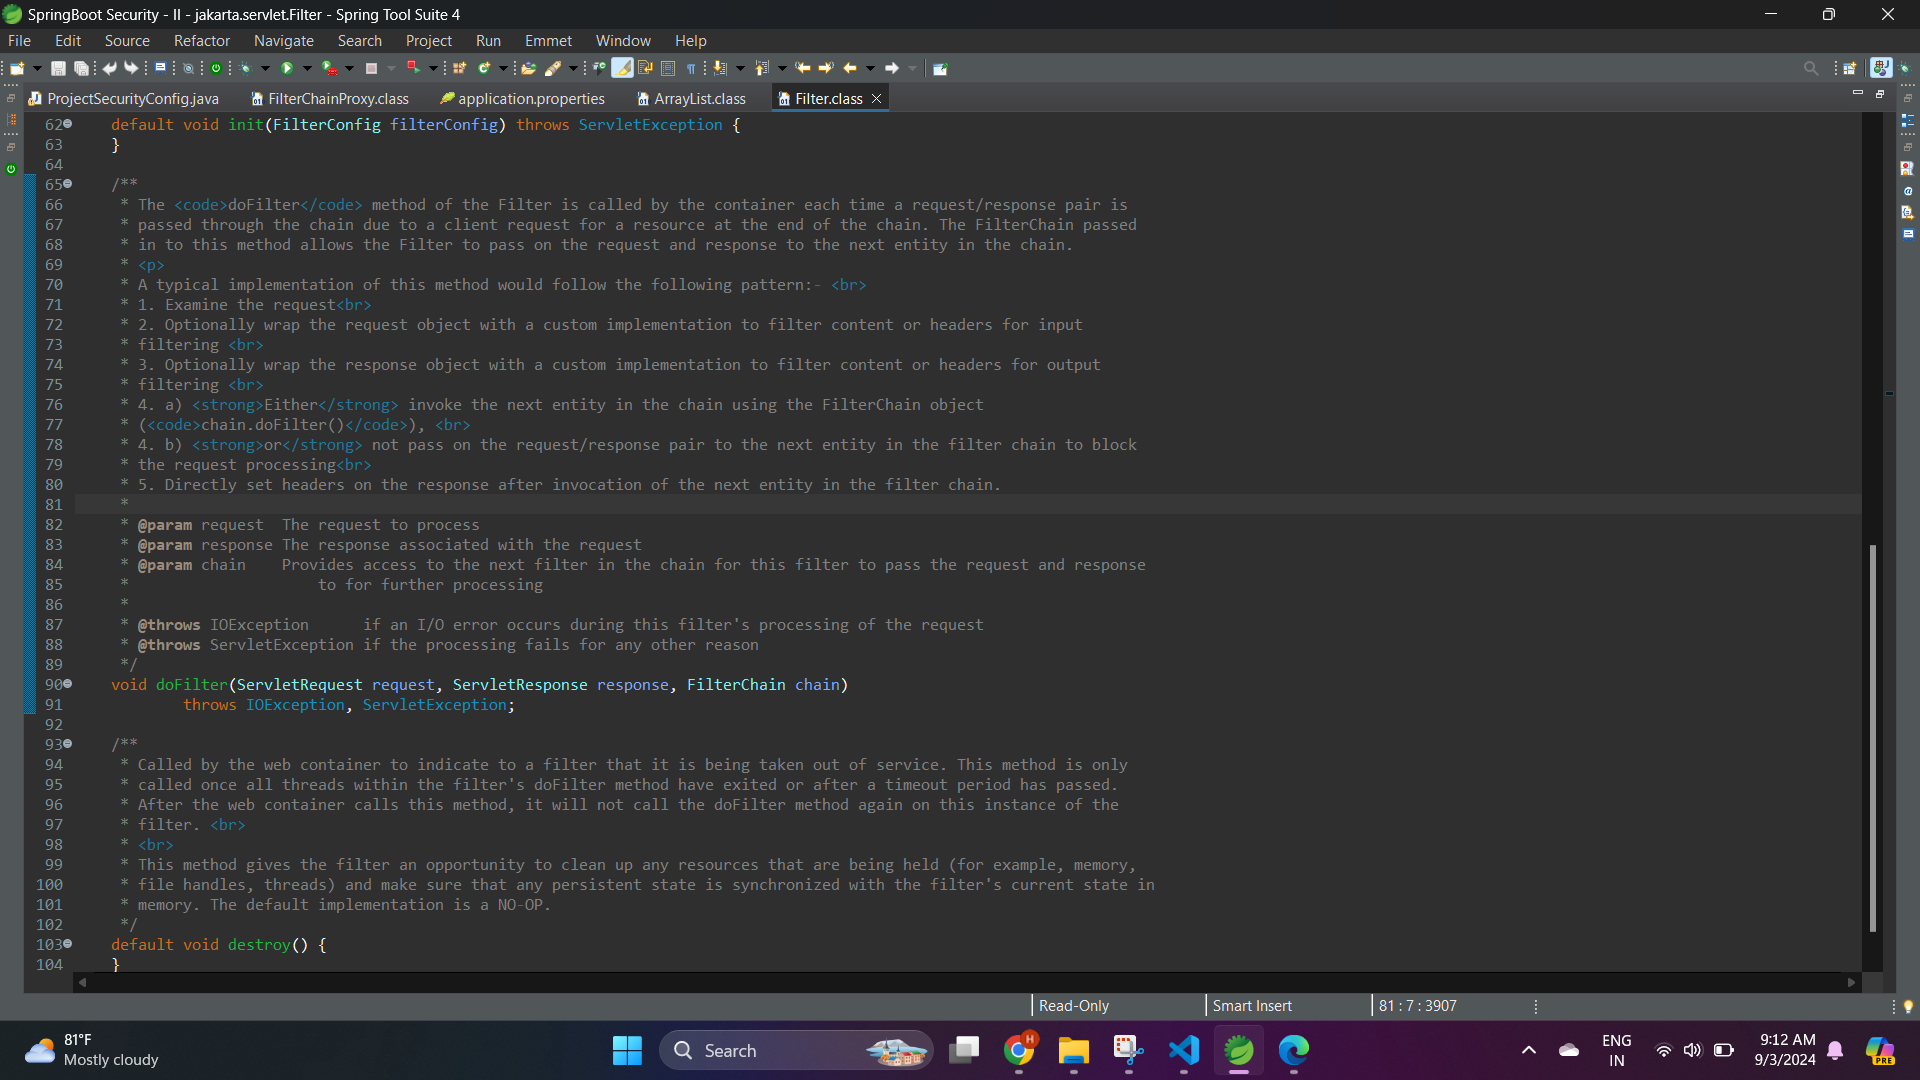 SpringBoot Security - II - jakarta.servlet.Filter - Spring Tool Suite 4
File Edit Source Refactor Navigate Search Project Run Emmet Window Help
ProjectSecurityConfig.java FilterChainProxy.class application.properties ArrayList.class Filter.class
62 default void init(FilterConfig filterConfig) throws ServletException {
63 }
64
65 /**
66 * The <code>doFilter</code> method of the Filter is called by the container each time a request/response pair is
67 * passed through the chain due to a client request for a resource at the end of the chain. The FilterChain passed
68 * in to this method allows the Filter to pass on the request and response to the next entity in the chain.
69 * <p>
70 * A typical implementation of this method would follow the following pattern:- <br>
71 * 1. Examine the request<br>
72 * 2. Optionally wrap the request object with a custom implementation to filter content or headers for input
73 * filtering <br>
74 * 3. Optionally wrap the response object with a custom implementation to filter content or headers for output
75 * filtering <br>
76 * 4. a) <strong>Either</strong> invoke the next entity in the chain using the FilterChain object
77 * (<code>chain.doFilter()</code>), <br>
78 * 4. b) <strong>or</strong> not pass on the request/response pair to the next entity in the filter chain to block
79 * the request processing<br>
80 * 5. Directly set headers on the response after invocation of the next entity in the filter chain.
81 *
82 * @param request The request to process
83 * @param response The response associated with the request
84 * @param chain Provides access to the next filter in the chain for this filter to pass the request and response
85 * to for further processing
86 *
87 * @throws IOException if an I/O error occurs during this filter's processing of the request
88 * @throws ServletException if the processing fails for any other reason
89 */
90 void doFilter(ServletRequest request, ServletResponse response, FilterChain chain)
91 throws IOException, ServletException;
92
93 /**
94 * Called by the web container to indicate to a filter that it is being taken out of service. This method is only
95 * called once all threads within the filter's doFilter method have exited or after a timeout period has passed.
96 * After the web container calls this method, it will not call the doFilter method again on this instance of the
97 * filter. <br>
98 * <br>
99 * This method gives the filter an opportunity to clean up any resources that are being held (for example, memory,
100 * file handles, threads) and make sure that any persistent state is synchronized with the filter's current state in
101 * memory. The default implementation is a NO-OP.
102 */
103 default void destroy() {
104 }
Read-Only Smart Insert 81 : 7 : 3907
81°F
Mostly cloudy
Search
H
ENG
IN
9:12 AM
9/3/2024
PRE